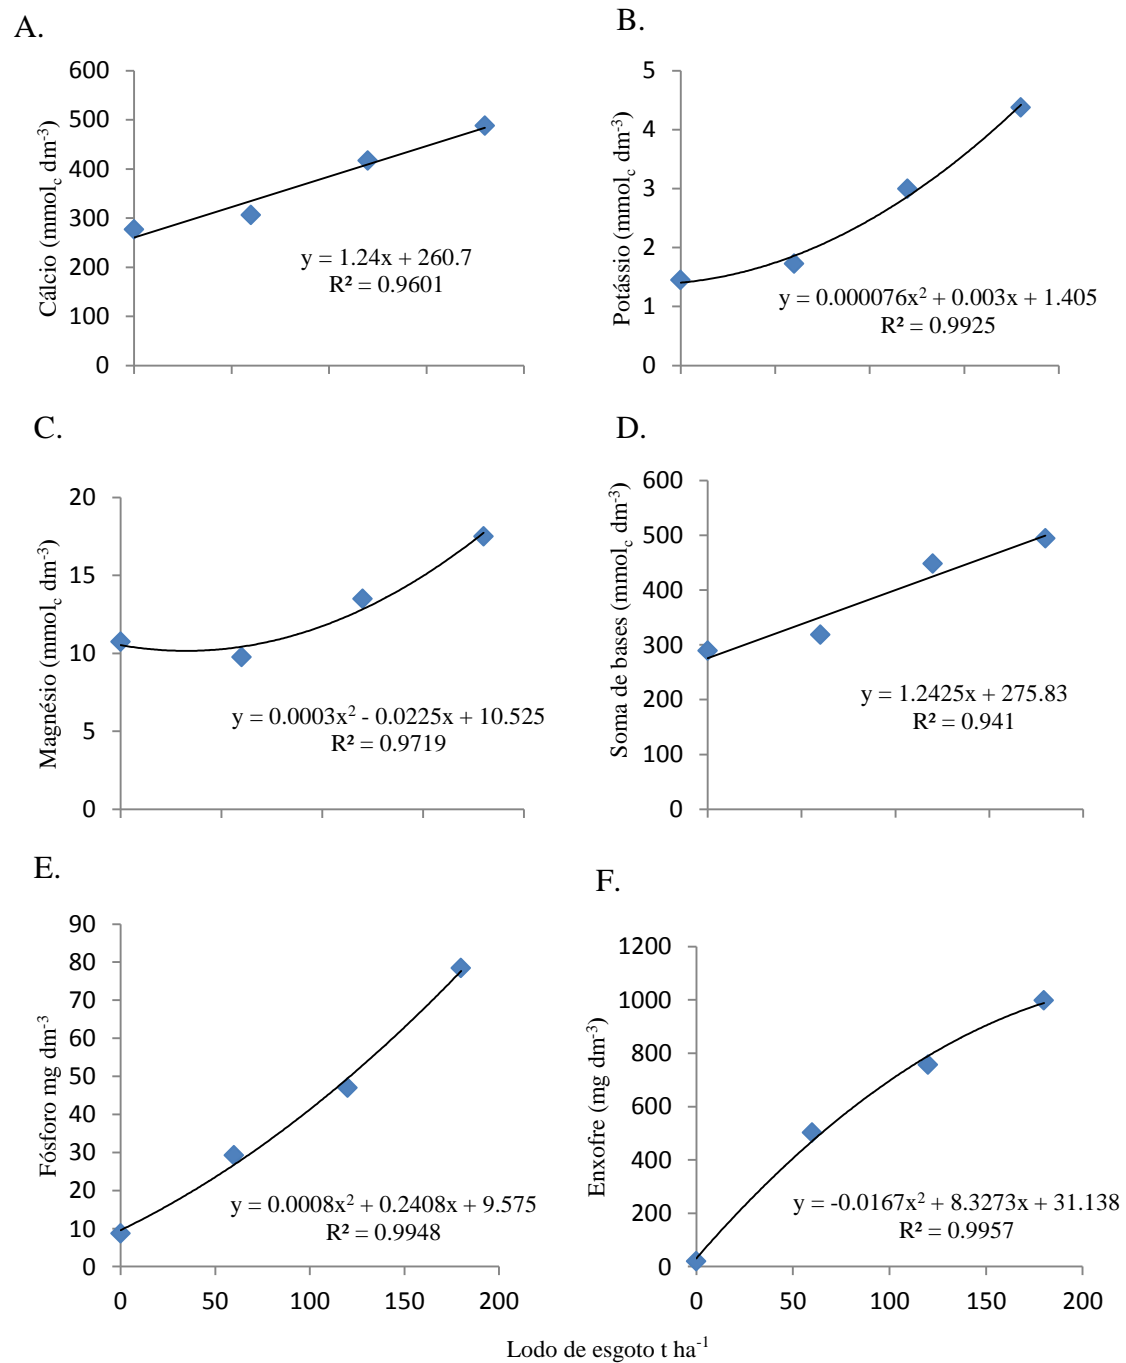 A.
600
500
400
300
200
100
0
Cálcio (mmolc dm-3)
y = 1.24x + 260.7
R² = 0.9601
B.
5
4
3
2
1
0
Potássio (mmolc dm-3)
y = 0.000076x2 + 0.003x + 1.405
R² = 0.9925
C.
20
15
10
5
0
Magnésio (mmolc dm-3)
y = 0.0003x2 - 0.0225x + 10.525
R² = 0.9719
D.
600
500
400
300
200
100
0
Soma de bases (mmolc dm-3)
y = 1.2425x + 275.83
R² = 0.941
E.
90
80
70
60
50
40
30
20
10
0
Fósforo mg dm-3
y = 0.0008x2 + 0.2408x + 9.575
R² = 0.9948
0 50 100 150 200
F.
1200
1000
800
600
400
200
0
Enxofre (mg dm-3)
y = -0.0167x2 + 8.3273x + 31.138
R² = 0.9957
0 50 100 150 200
Lodo de esgoto t ha-1